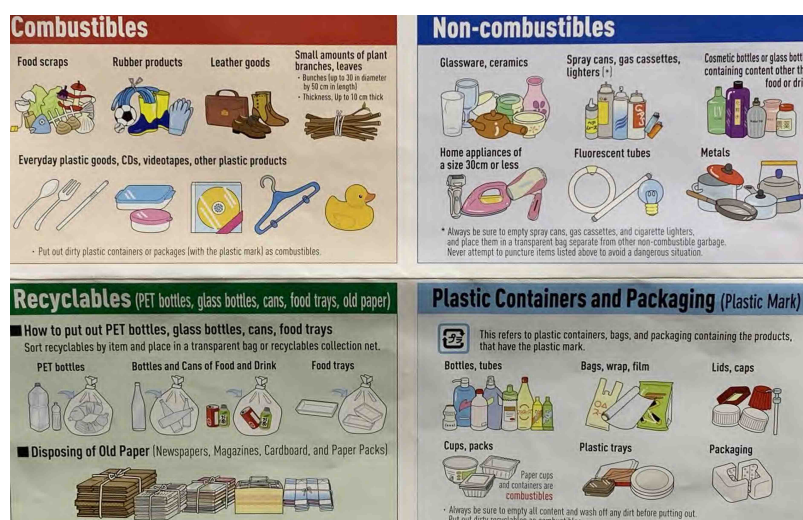 Combustibles
Food scraps
Rubber products
Leather goods
Small amounts of plant
branches, leaves
・Bunches (up to 30 in diameter
by 50 cm in length)
・Thickness, Up to 10 cm thick
Everyday plastic goods, CDs, videotapes, other plastic products
・Put out dirty plastic containers or packages (with the plastic mark) as combustibles.
Non-combustibles
Glassware, ceramics
Spray cans, gas cassettes,
lighters [*]
Cosmetic bottles or glass bott
containing content other th
food or dri
Home appliances of
a size 30cm or less
Fluorescent tubes
Metals
* Always be sure to empty spray cans, gas cassettes, and cigarette lighters,
and place them in a transparent bag separate from other non-combustible garbage.
Never attempt to puncture items listed above to avoid a dangerous situation.
Recyclables (PET bottles, glass bottles, cans, food trays, old paper)
■How to put out PET bottles, glass bottles, cans, food trays
Sort recyclables by item and place in a transparent bag or recyclables collection net.
PET bottles
Bottles and Cans of Food and Drink
Food trays
■Disposing of Old Paper (Newspapers, Magazines, Cardboard, and Paper Packs)
Plastic Containers and Packaging (Plastic Mark)
プラ
This refers to plastic containers, bags, and packaging containing the products,
that have the plastic mark.
Bottles, tubes
Bags, wrap, film
Lids, caps
Cups, packs
Paper cups
and containers are
combustibles
Plastic trays
Packaging
・Always be sure to empty all content and wash off any dirt before putting out.